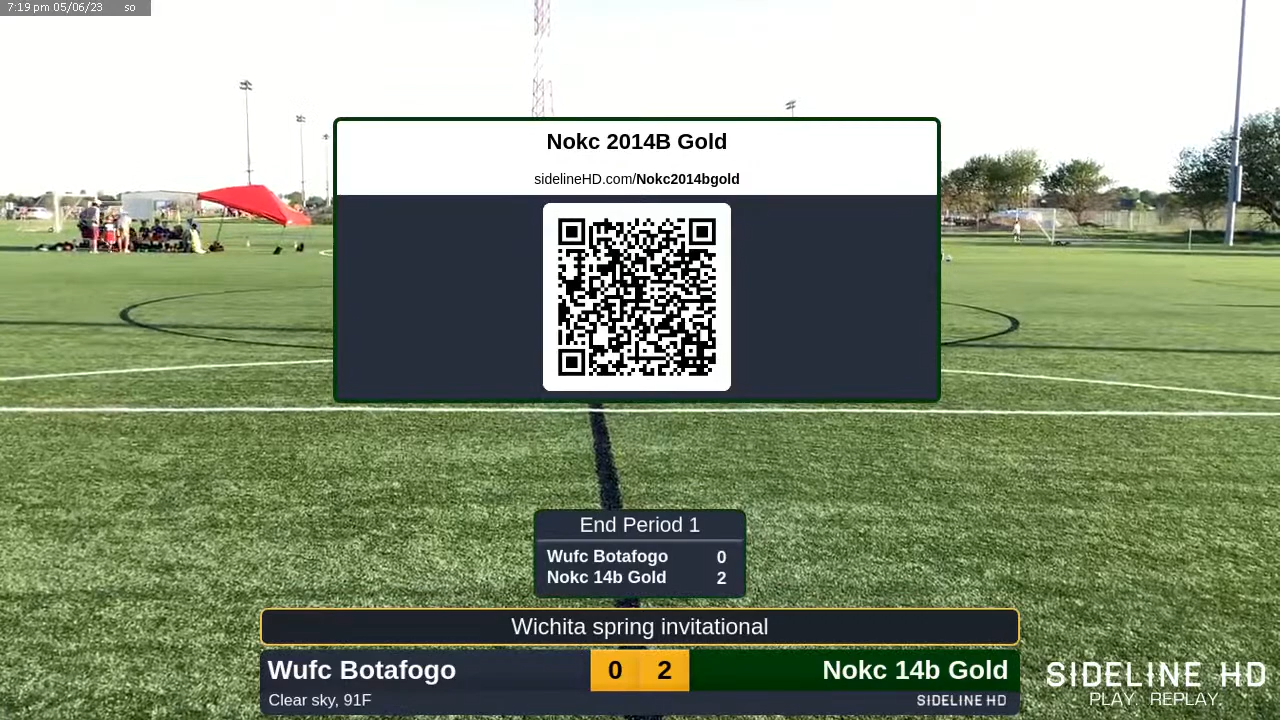 7:19 pm 05/06/23 so
Nokc 2014B Gold
sidelineHD.com/Nokc2014bgold
End Period 1
Wufc Botafogo 0
Nokc 14b Gold 2
Wichita spring invitational
Wufc Botafogo 0 2 Nokc 14b Gold
Clear sky, 91F
SIDELINE HD
SIDELINE HD
PLAY. REPLAY.